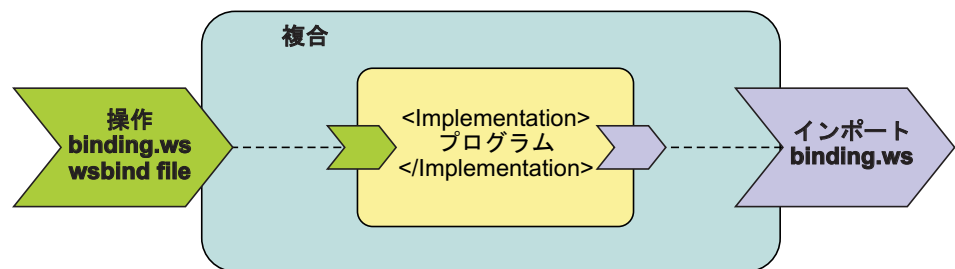 複合
操作
binding.ws
wsbind file
<Implementation>
プログラム
</Implementation>
インポート
binding.ws